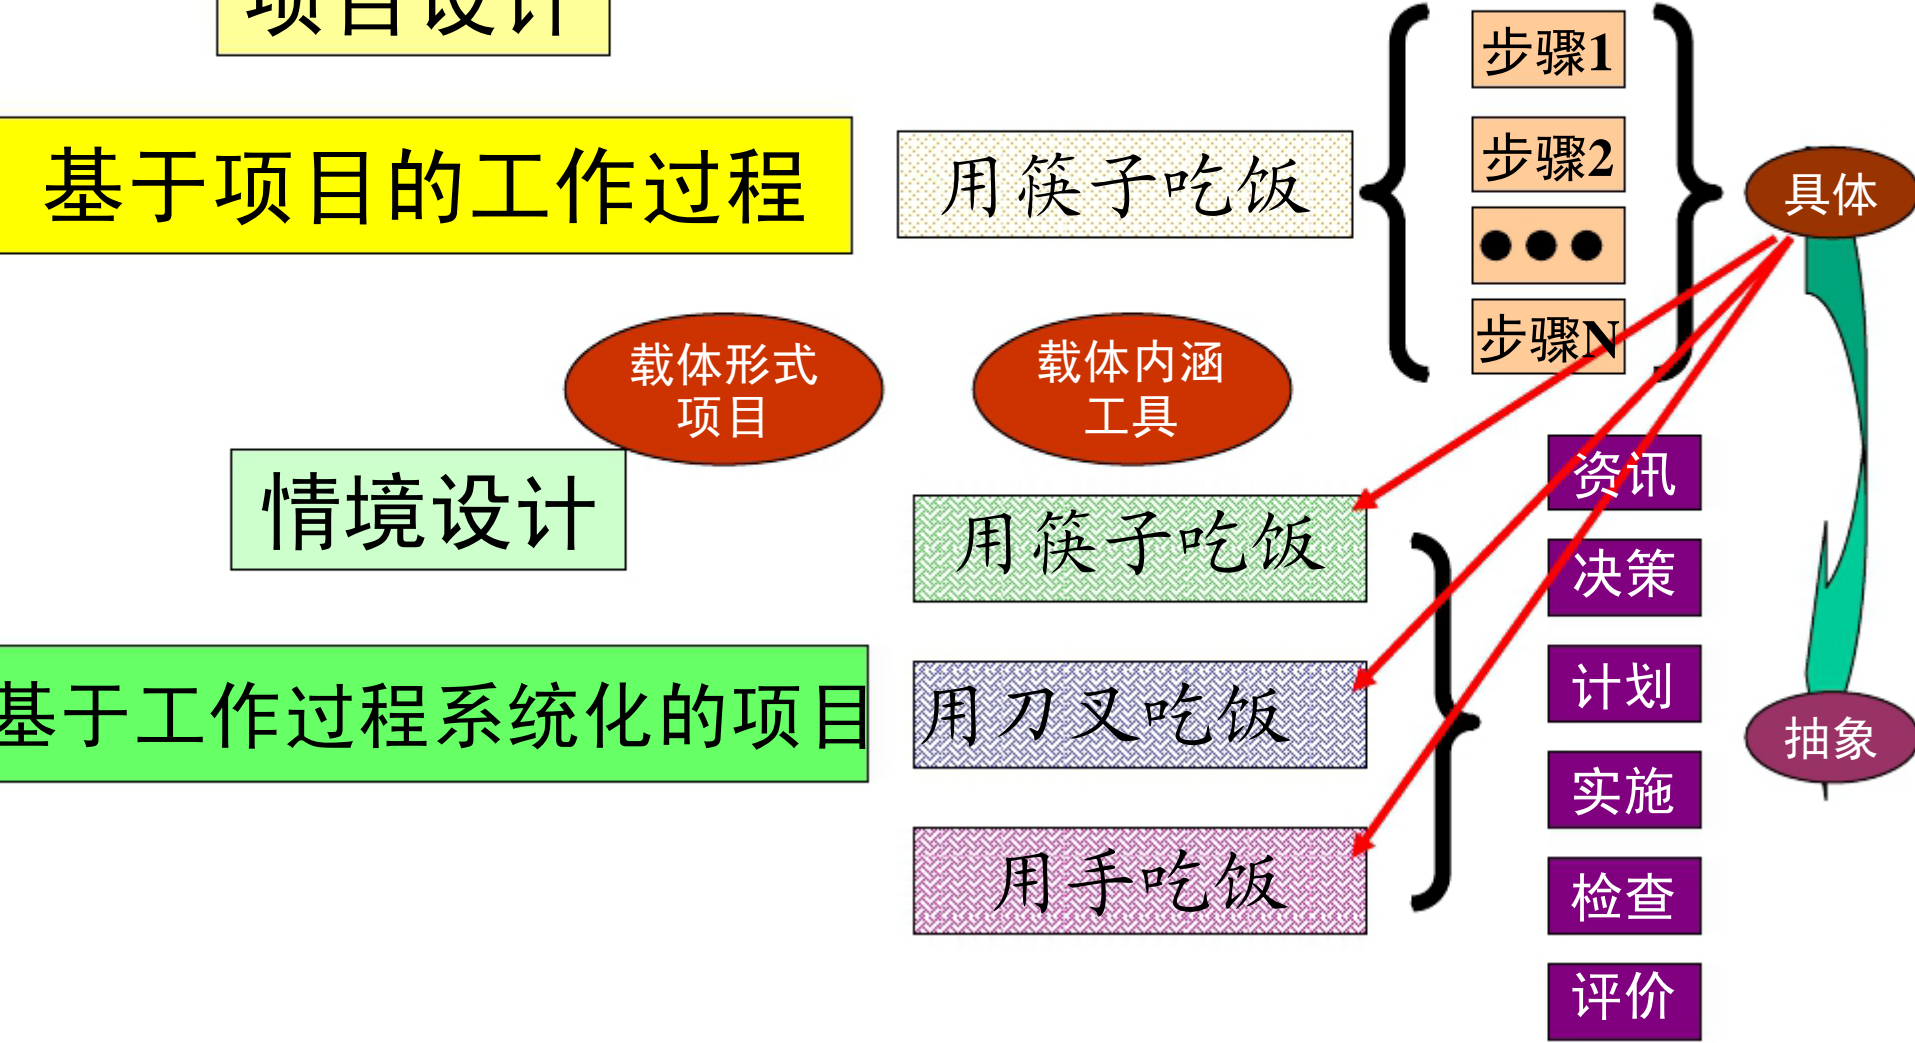 项目设计
步骤1
基于项目的工作过程
用筷子吃饭
步骤2
具体
●●●
步骤N
载体形式
项目
载体内涵
工具
情境设计
用筷子吃饭
资讯
决策
基于工作过程系统化的项目
用刀叉吃饭
计划
抽象
实施
用手吃饭
检查
评价